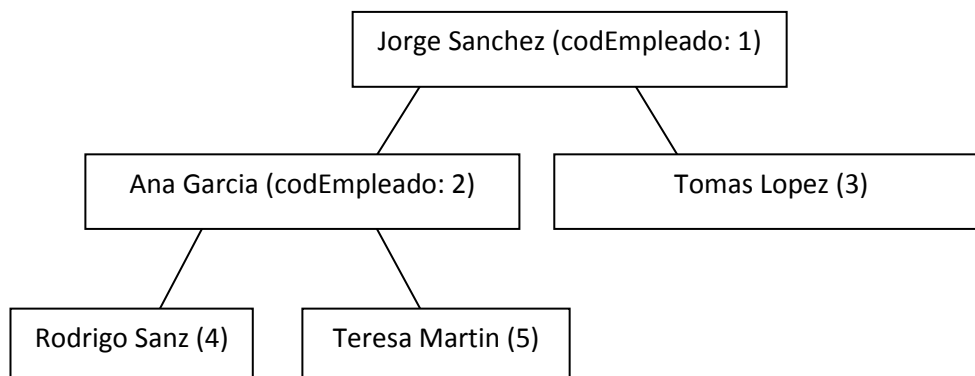 Jorge Sanchez (codEmpleado: 1)
Ana Garcia (codEmpleado: 2)
Tomas Lopez (3)
Rodrigo Sanz (4)
Teresa Martin (5)